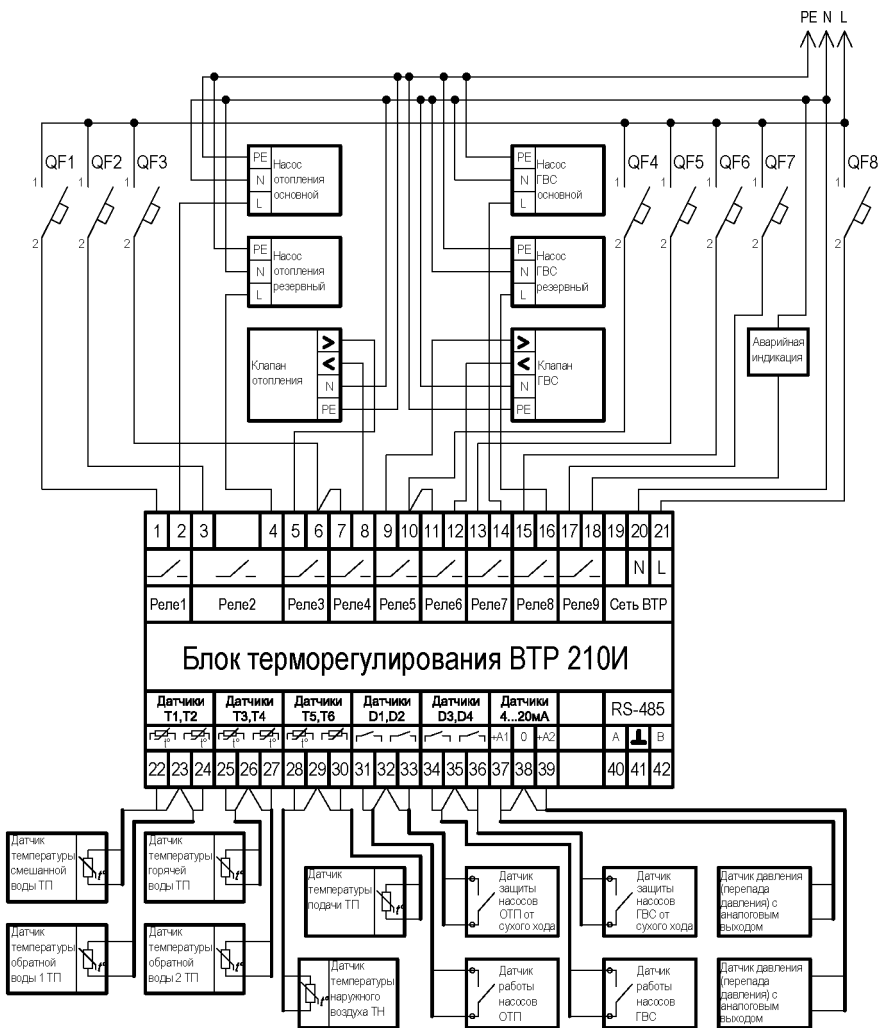 PE N L
QF1 QF2 QF3 QF4 QF5 QF6 QF7 QF8
1 1 1 1 1 1 1 1
2 2 2 2 2 2 2 2
PE
N
L
Насос
отопления
основной
PE
N
L
Насос
ГВС
основной
PE
N
L
Насос
отопления
резервный
PE
N
L
Насос
ГВС
резервный
Клапан
отопления
>
<
N
PE
>
<
N
PE
Клапан
ГВС
Аварийная
индикация
1 2 3 4 5 6 7 8 9 10 11 12 13 14 15 16 17 18 19 20 21
N L
Реле1 Реле2 Реле3 Реле4 Реле5 Реле6 Реле7 Реле8 Реле9 Сеть ВТР
Блок терморегулирования ВТР 210И
Датчики
Т1,Т2
Датчики
Т3,Т4
Датчики
Т5,Т6
Датчики
D1,D2
Датчики
D3,D4
Датчики
4...20мА
RS-485
t° t° t° t° t° t° +A1 0 +A2 A B
22 23 24 25 26 27 28 29 30 31 32 33 34 35 36 37 38 39 40 41 42
Датчик
температуры
смешанной
воды ТП
t°
Датчик
температуры
горячей
воды ТП
t°
Датчик
температуры
подачи ТП
t°
Датчик
защиты
насосов
ОТП от
сухого хода
Датчик
защиты
насосов
ГВС от
сухого хода
Датчик давления
(перепада
давления) с
аналоговым
выходом
Датчик
температуры
обратной
воды 1 ТП
t°
Датчик
температуры
обратной
воды 2 ТП
t°
t°
Датчик
температуры
наружного
воздуха ТН
Датчик
работы
насосов
ОТП
Датчик
работы
насосов
ГВС
Датчик давления
(перепада
давления) с
аналоговым
выходом